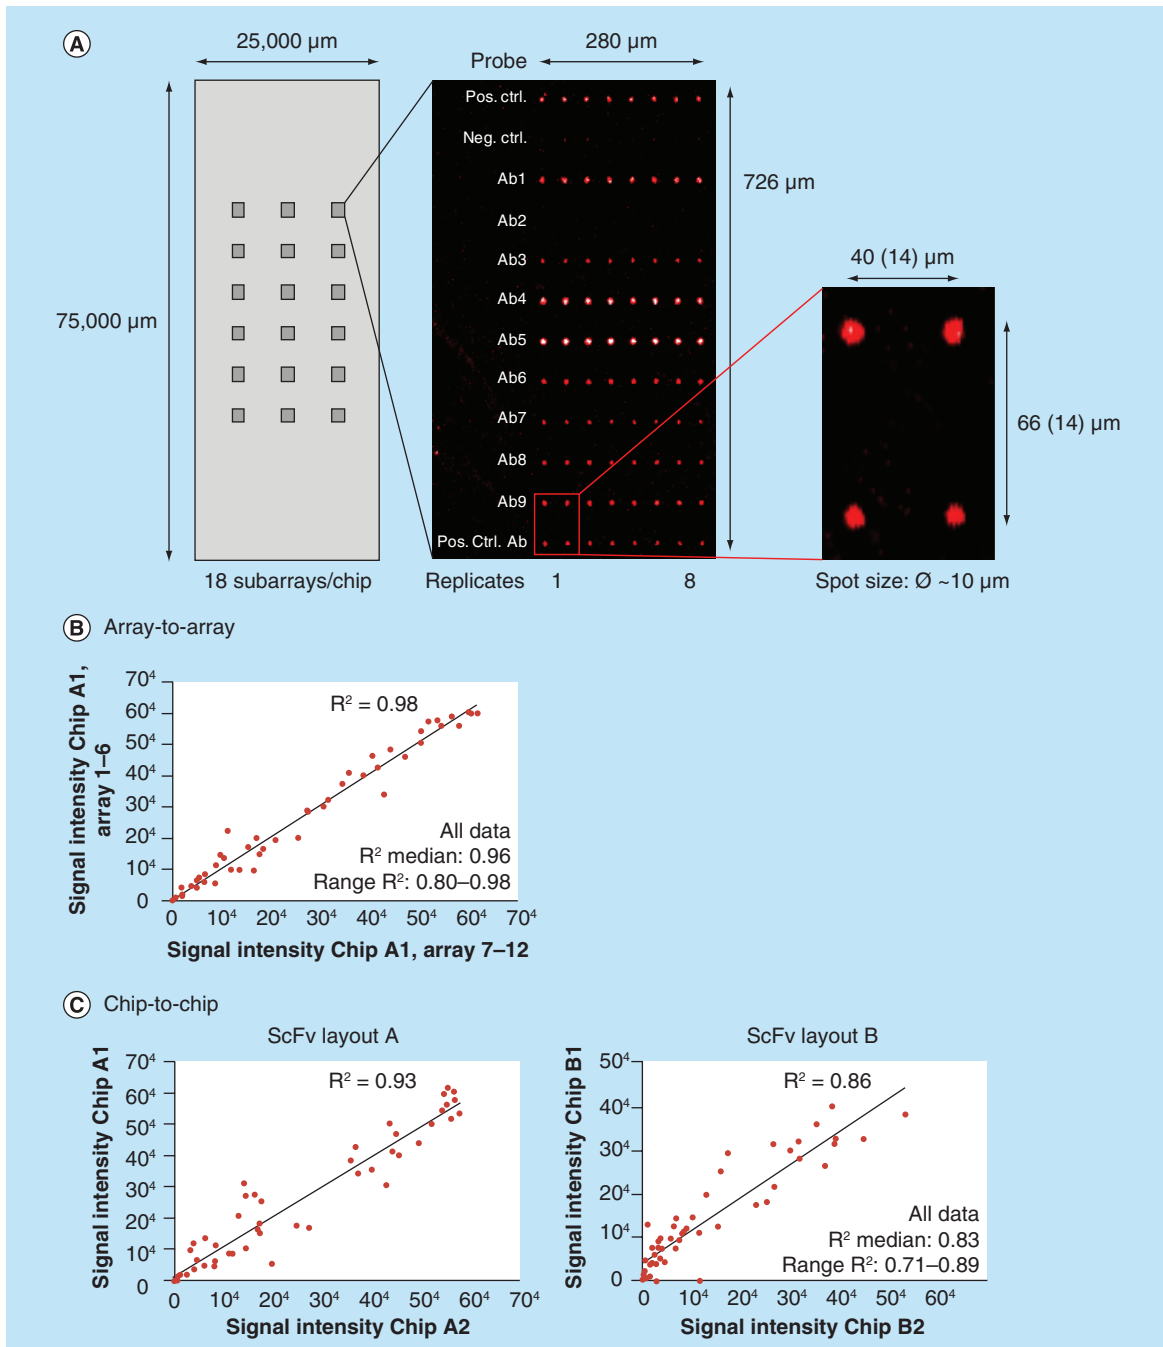 A
25,000 µm
280 µm
Probe
Pos. ctrl.
Neg. ctrl.
Ab1
Ab2
Ab3
Ab4
Ab5
Ab6
Ab7
Ab8
Ab9
Pos. Ctrl. Ab
726 µm
75,000 µm
40 (14) µm
66 (14) µm
18 subarrays/chip
Replicates 1 8
Spot size: Ø ~10 µm
B Array-to-array
Signal intensity Chip A1,
array 1–6
70⁴
60⁴
50⁴
40⁴
30⁴
20⁴
10⁴
0
R² = 0.98
All data
R² median: 0.96
Range R²: 0.80–0.98
0 10⁴ 20⁴ 30⁴ 40⁴ 50⁴ 60⁴ 70⁴
Signal intensity Chip A1, array 7–12
C Chip-to-chip
ScFv layout A
Signal intensity Chip A1
70⁴
60⁴
50⁴
40⁴
30⁴
20⁴
10⁴
0
R² = 0.93
0 10⁴ 20⁴ 30⁴ 40⁴ 50⁴ 60⁴ 70⁴
Signal intensity Chip A2
ScFv layout B
Signal intensity Chip B1
50⁴
40⁴
30⁴
20⁴
10⁴
0
R² = 0.86
All data
R² median: 0.83
Range R²: 0.71–0.89
0 10⁴ 20⁴ 30⁴ 40⁴ 50⁴ 60⁴
Signal intensity Chip B2